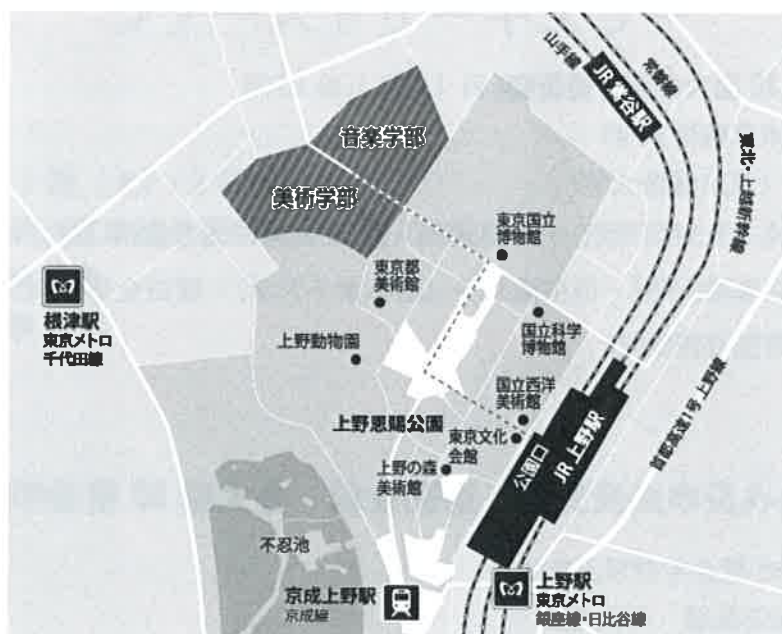 山手線
常磐線
JR 鶯谷駅
東北・上越新幹線
音楽学部
美術学部
東京国立
博物館
東京都
美術館
根津駅
東京メトロ
千代田線
上野動物園
国立科学
博物館
国立西洋
美術館
上野恩賜公園
東京文化
会館
上野の森
美術館
公園口
JR 上野駅
首都高速1号 上野線
不忍池
京成上野駅
京成線
上野駅
東京メトロ
銀座線・日比谷線